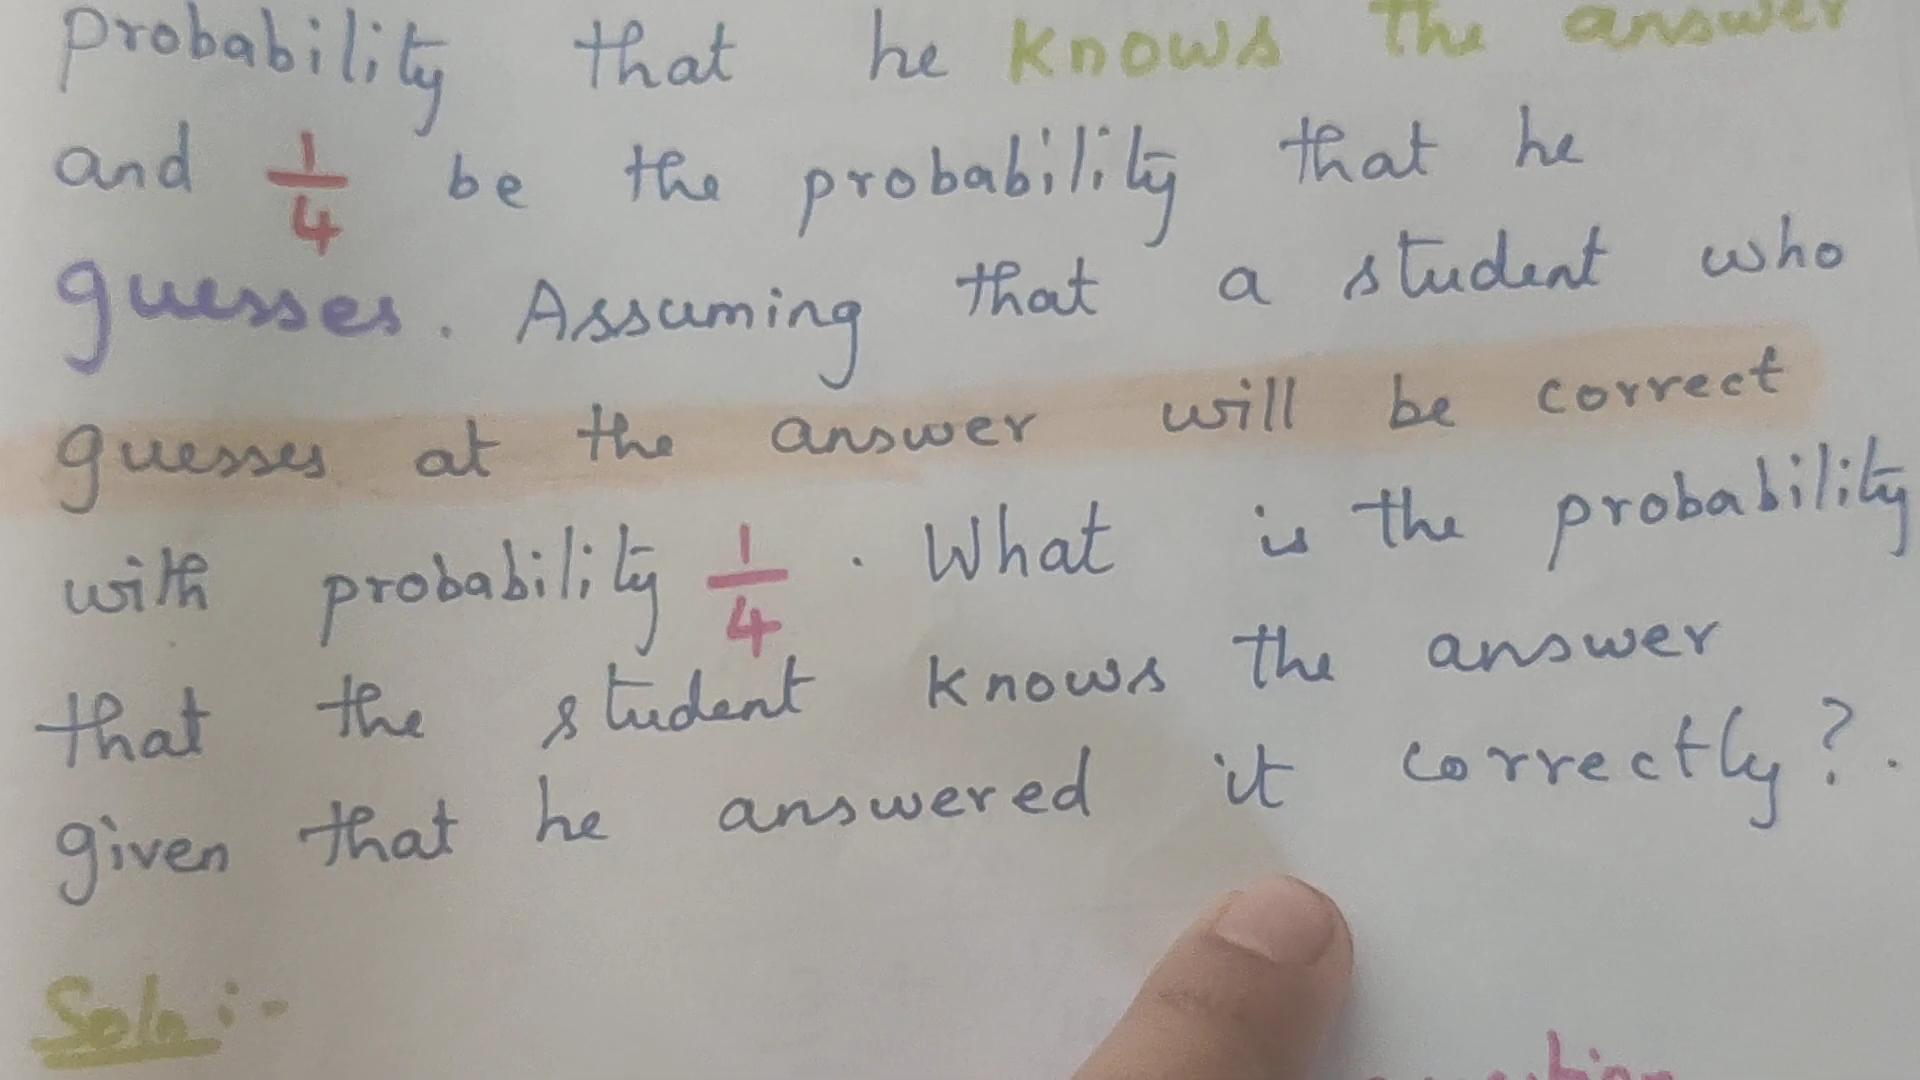 probability that he knows the answer
and 1/4 be the probability that he
guesses. Assuming that a student who
guesses at the answer will be correct
with probability 1/4. What is the probability
that the student knows the answer
given that he answered it correctly?.
Soln:-